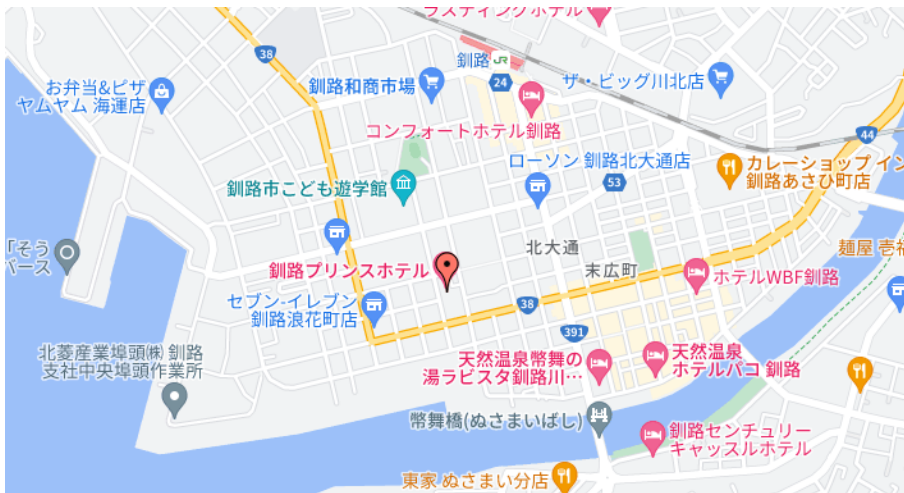 ラスティングホテル
38
釧路
JR
24
ザ・ビッグ川北店
お弁当&ピザ
ヤムヤム 海運店
釧路和商市場
コンフォートホテル釧路
44
ローソン 釧路北大通店
カレーショップ イン
釧路あさひ町店
53
釧路市こども遊学館
「そう
バース
北大通
麺屋 壱福
釧路プリンスホテル
末広町
ホテルWBF釧路
セブン-イレブン
釧路浪花町店
38
391
北菱産業埠頭㈱ 釧路
支社中央埠頭作業所
天然温泉幣舞の
湯ラビスタ釧路川…
天然温泉
ホテルパコ 釧路
幣舞橋(ぬさまいばし)
釧路センチュリー
キャッスルホテル
東家 ぬさまい分店